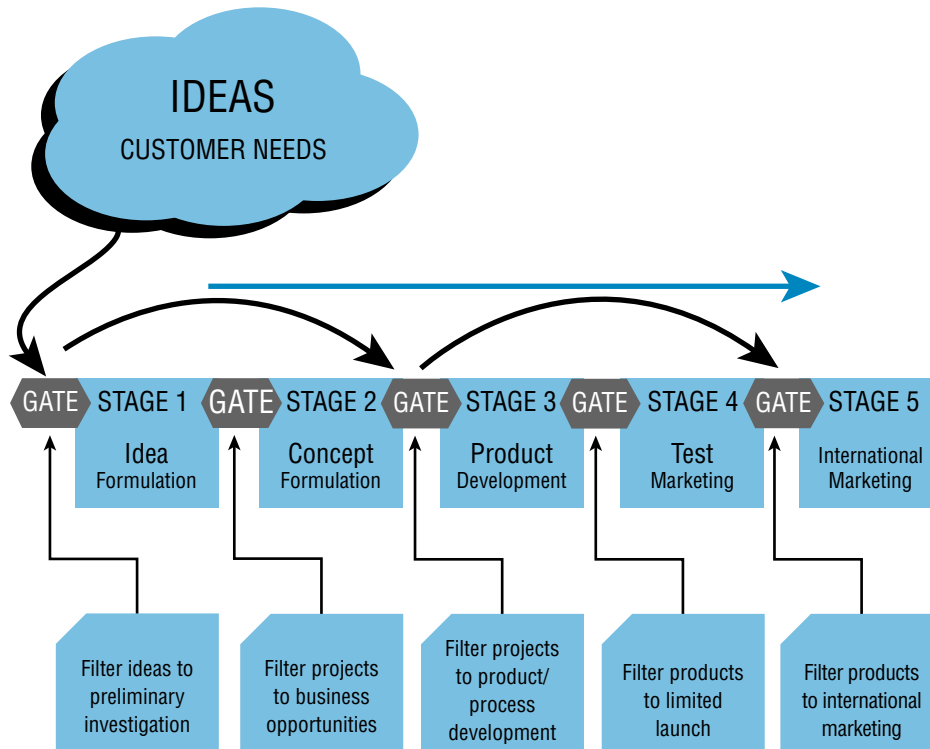 IDEAS
CUSTOMER NEEDS
GATE
STAGE 1
Idea
Formulation
GATE
STAGE 2
Concept
Formulation
GATE
STAGE 3
Product
Development
GATE
STAGE 4
Test
Marketing
GATE
STAGE 5
International
Marketing
Filter ideas to
preliminary
investigation
Filter projects
to business
opportunities
Filter projects
to product/
process
development
Filter products
to limited
launch
Filter products
to international
marketing